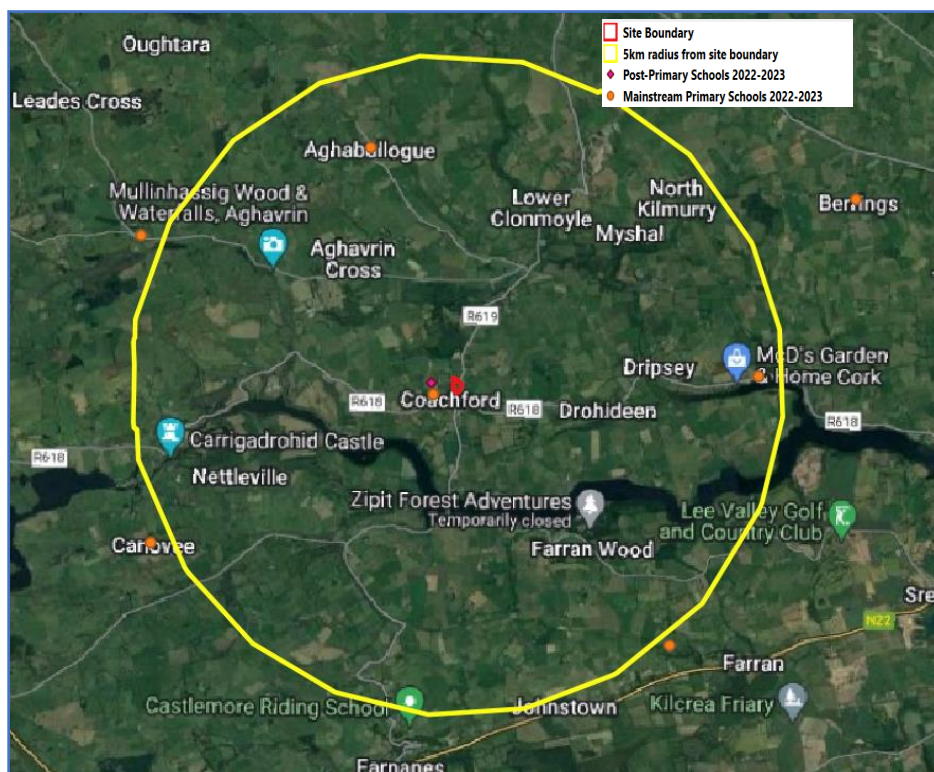 Site Boundary
5km radius from site boundary
Post-Primary Schools 2022-2023
Mainstream Primary Schools 2022-2023
Oughtara
Leades Cross
Aghabullogue
Mullinhassig Wood &
Waterfalls, Aghavrin
Lower
Clonmoyle
North
Kilmurry
Myshal
Berrings
Aghavrin
Cross
R619
Dripsey
McD's Garden
& Home Cork
R618
Coachford
R618
Drohideen
R618
Carrigadrohid Castle
R618
Nettleville
Zipit Forest Adventures
Temporarily closed
Lee Valley Golf
and Country Club
Canovee
Farran Wood
Sre
N22
Farran
Castlemore Riding School
Johnstown
Kilcrea Friary
Farnanes